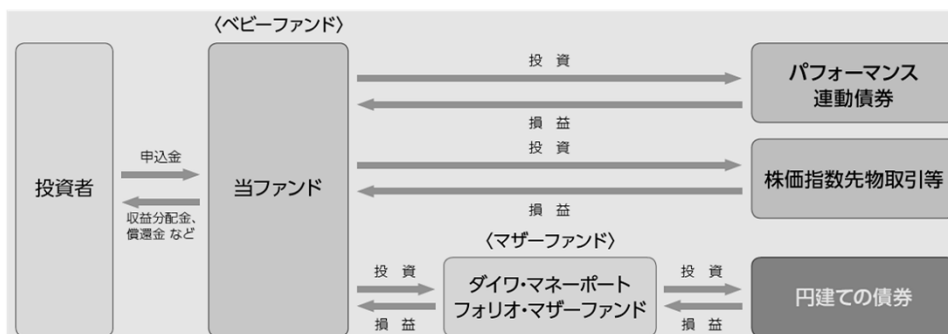 〈ベビーファンド〉
投資者
申込金
収益分配金、
償還金 など
当ファンド
投 資
損 益
パフォーマンス
連動債券
投 資
損 益
株価指数先物取引等
〈マザーファンド〉
投 資
損 益
ダイワ・マネーポート
フォリオ・マザーファンド
投 資
損 益
円建ての債券